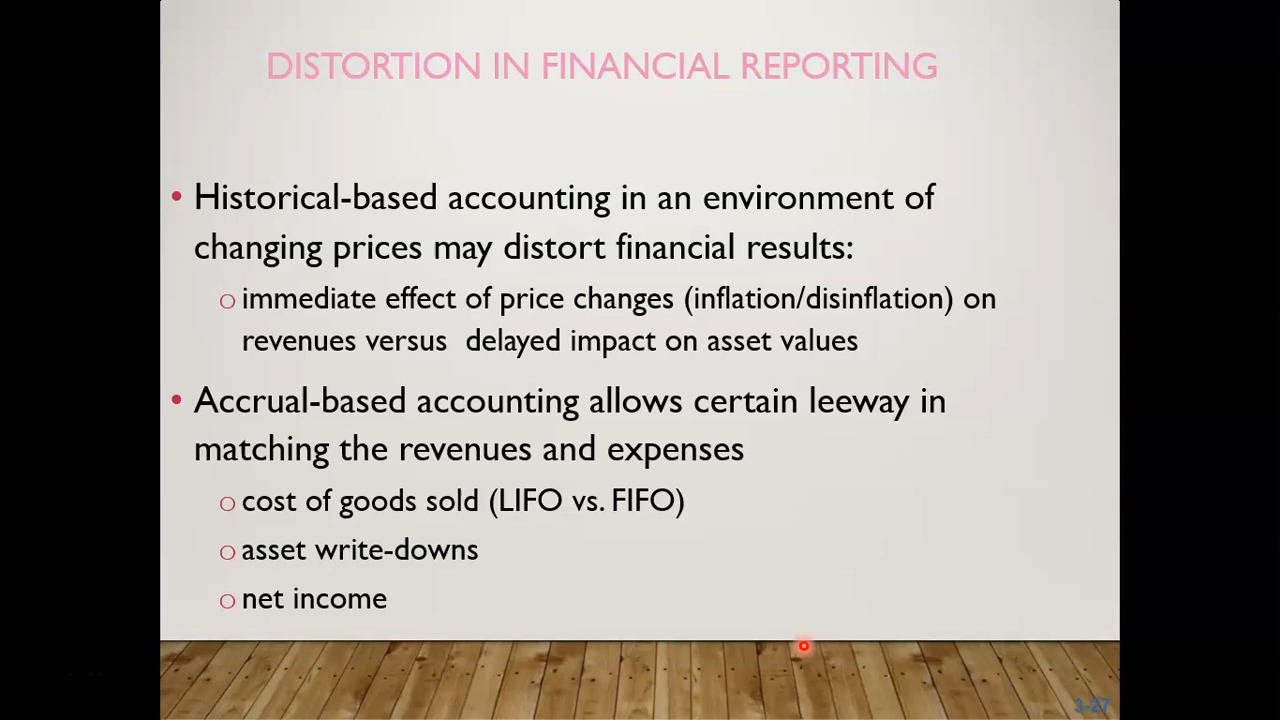 DISTORTION IN FINANCIAL REPORTING
• Historical-based accounting in an environment of
changing prices may distort financial results:
o immediate effect of price changes (inflation/disinflation) on
revenues versus delayed impact on asset values
• Accrual-based accounting allows certain leeway in
matching the revenues and expenses
o cost of goods sold (LIFO vs. FIFO)
o asset write-downs
o net income
3-27